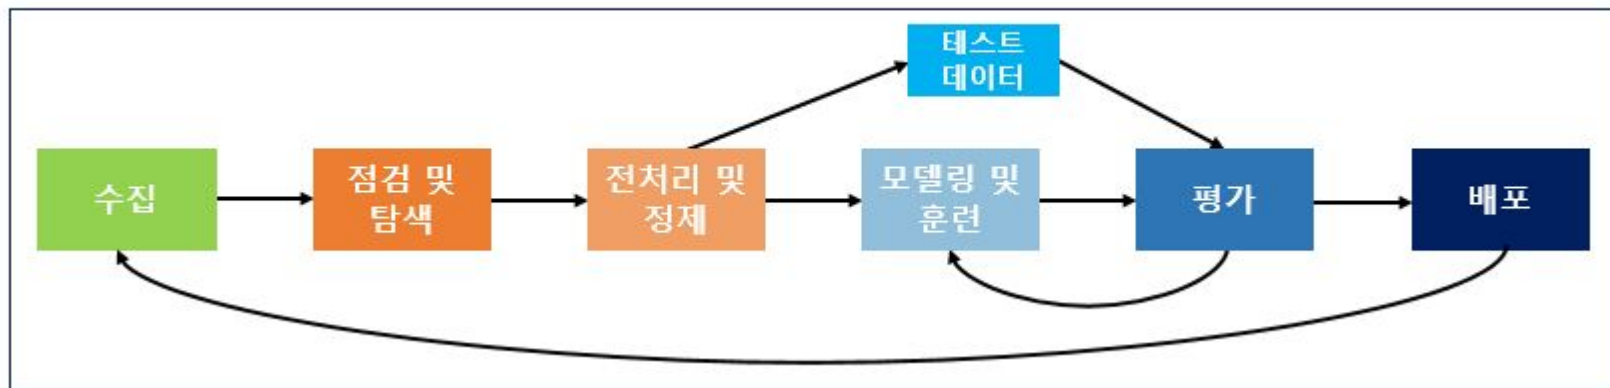 테스트
데이터
수집
점검 및
탐색
전처리 및
정제
모델링 및
훈련
평가
배포